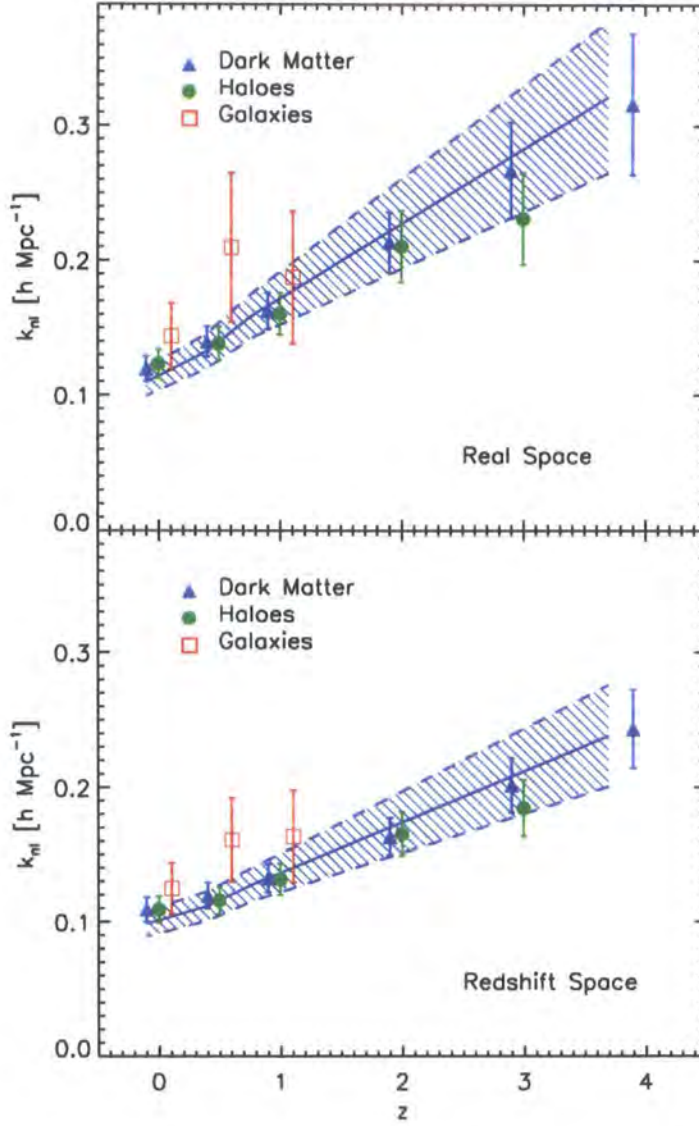 Dark Matter
Haloes
Galaxies
0.3
0.2
0.1
0.0
k_nl [h Mpc⁻¹]
Real Space
Dark Matter
Haloes
Galaxies
0.3
0.2
0.1
0.0
k_nl [h Mpc⁻¹]
Redshift Space
0 1 2 3 4
z